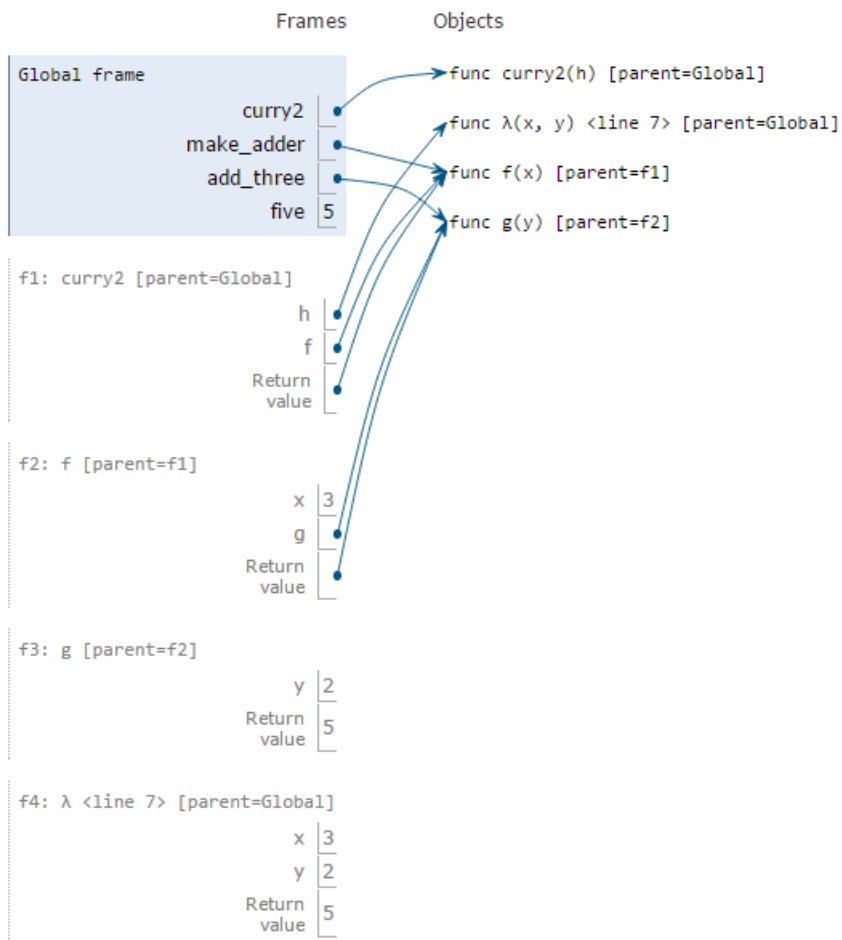 Frames Objects
Global frame
curry2
make_adder
add_three
five 5
func curry2(h) [parent=Global]
func λ(x, y) <line 7> [parent=Global]
func f(x) [parent=f1]
func g(y) [parent=f2]
f1: curry2 [parent=Global]
h
f
Return
value
f2: f [parent=f1]
x 3
g
Return
value
f3: g [parent=f2]
y 2
Return
value 5
f4: λ <line 7> [parent=Global]
x 3
y 2
Return
value 5